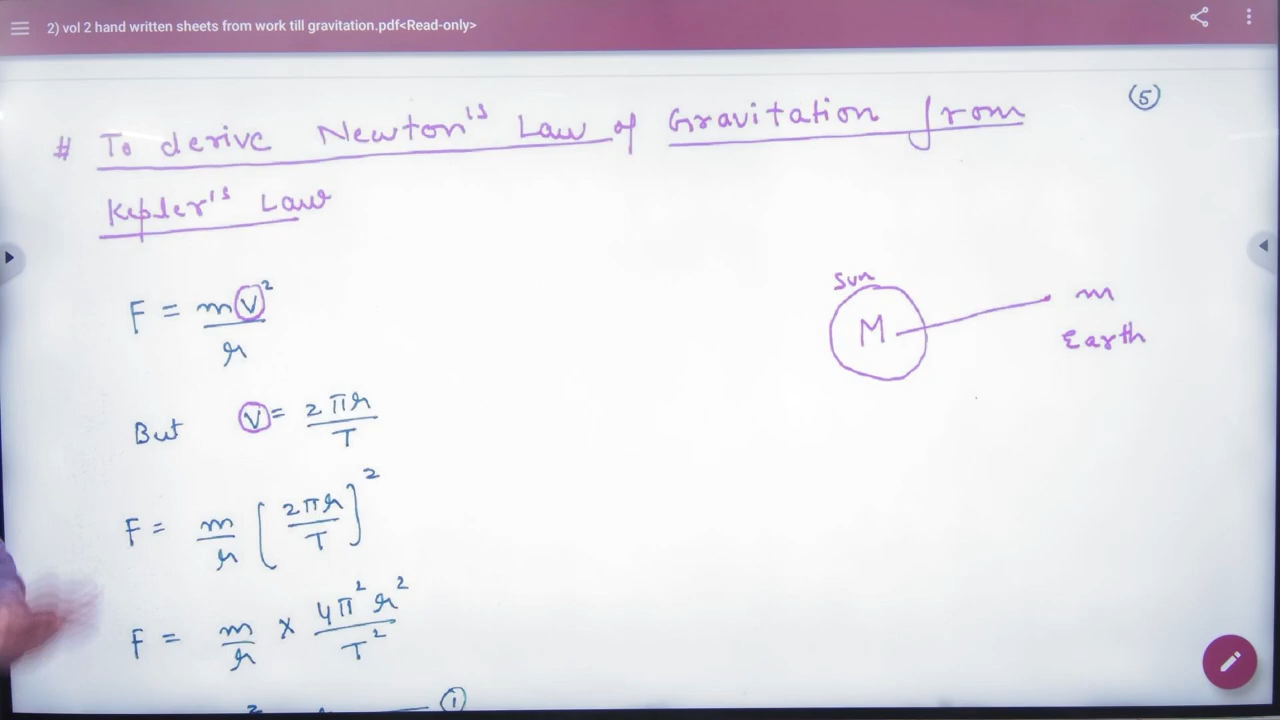 2) vol 2 hand written sheets from work till gravitation.pdf<Read-only>
(5)
# To derive Newton's Law of Gravitation from
Kepler's Law
F = mv²/r
Sun
M
m
Earth
But v = 2πr/T
F = m/r [2πr/T]²
F = m/r × 4π²r²/T²
2
(1)